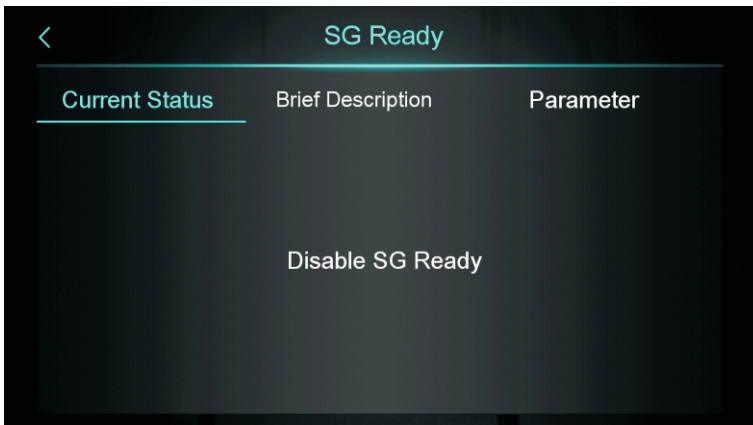 SG Ready
Current Status Brief Description Parameter
Disable SG Ready